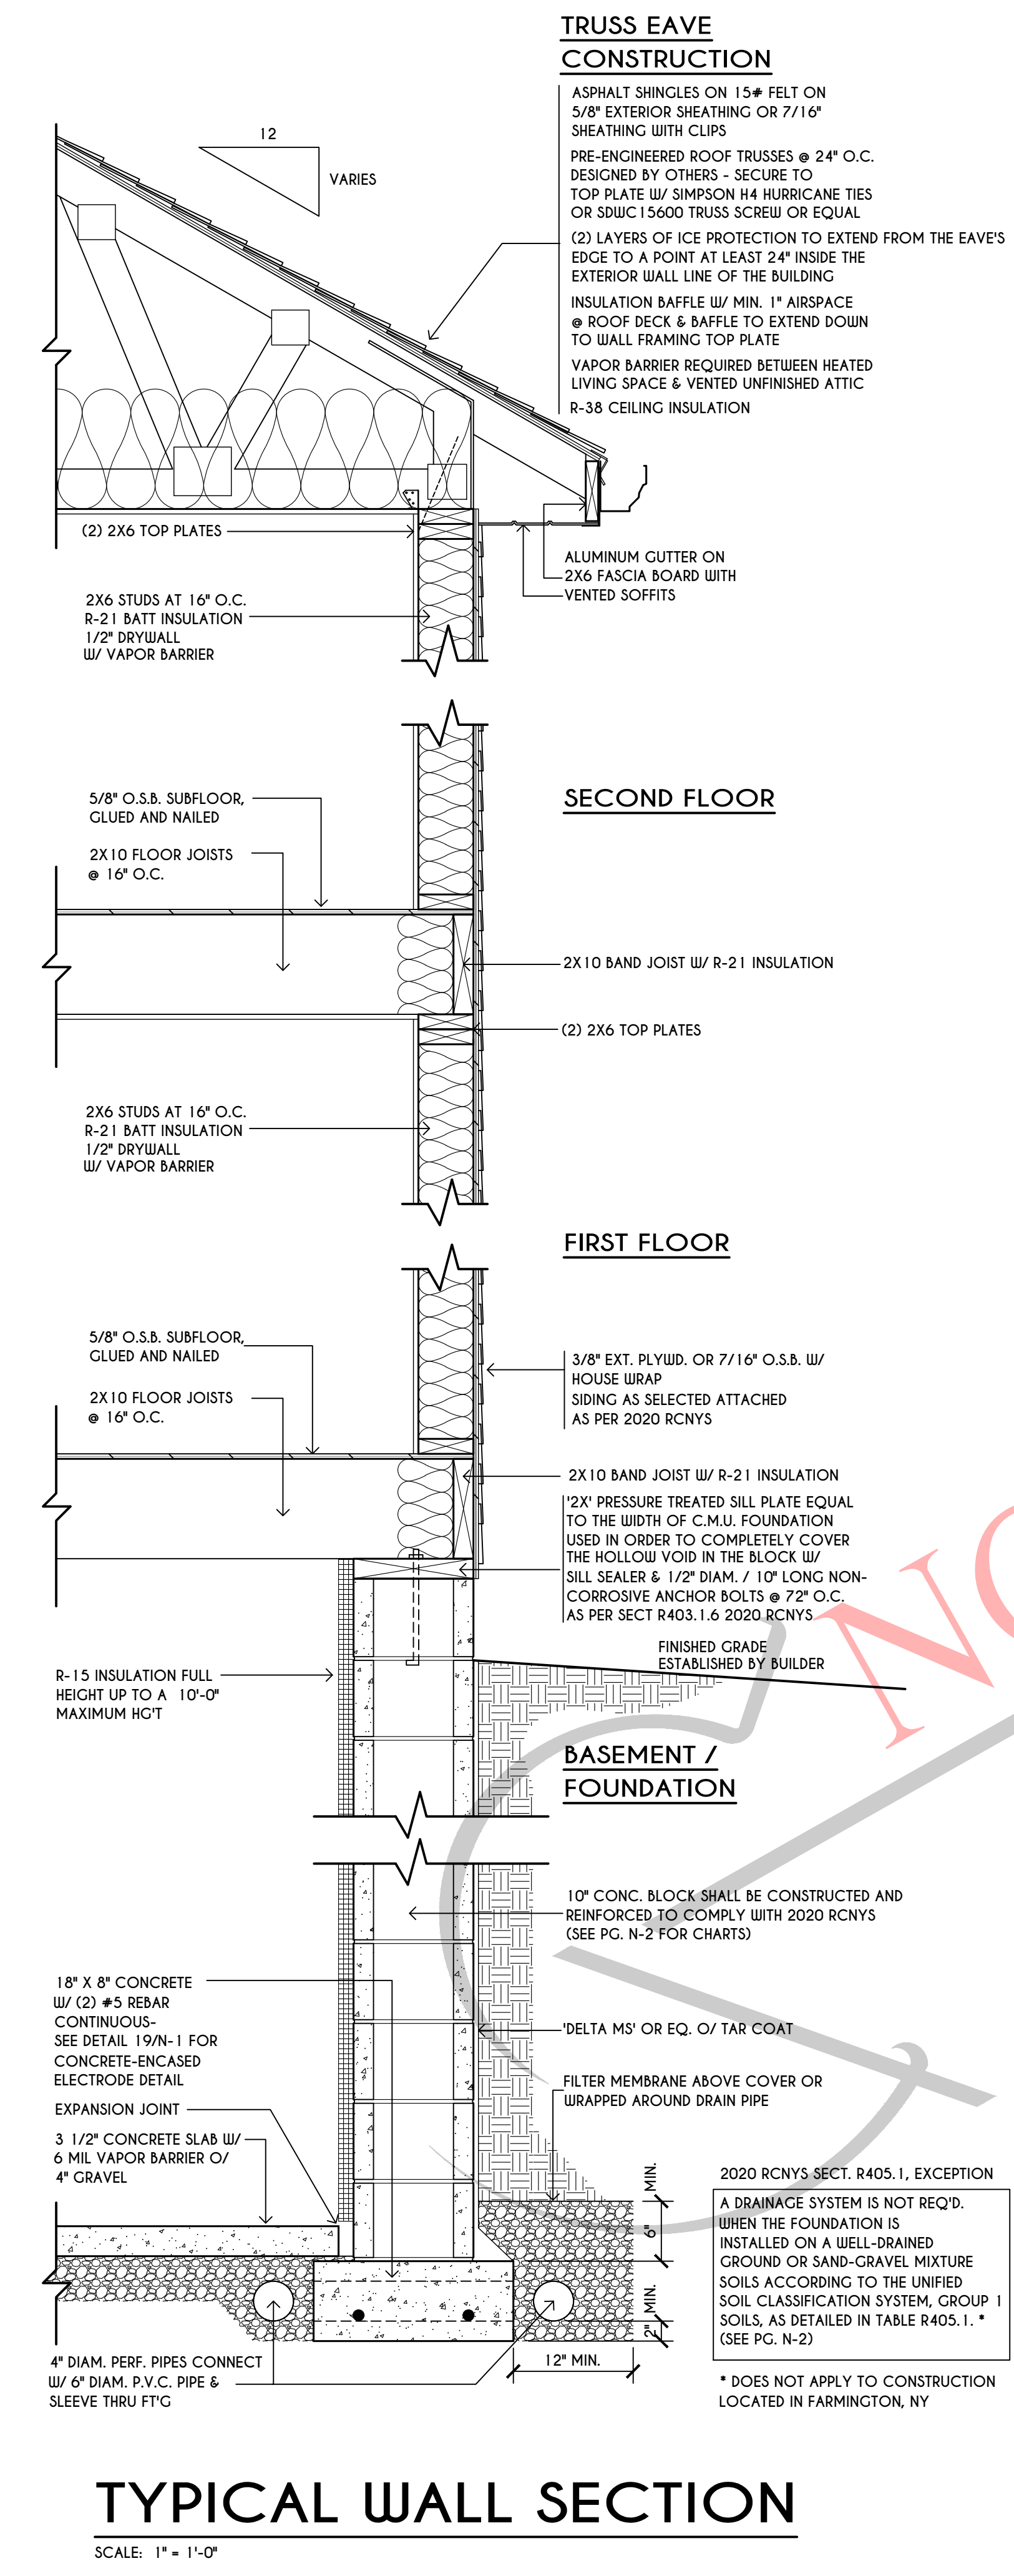 TRUSS EAVE
CONSTRUCTION
ASPHALT SHINGLES ON 15# FELT ON
5/8" EXTERIOR SHEATHING OR 7/16"
SHEATHING WITH CLIPS
PRE-ENGINEERED ROOF TRUSSES @ 24" O.C.
DESIGNED BY OTHERS - SECURE TO
TOP PLATE W/ SIMPSON H4 HURRICANE TIES
OR SDWC15600 TRUSS SCREW OR EQUAL
(2) LAYERS OF ICE PROTECTION TO EXTEND FROM THE EAVE'S
EDGE TO A POINT AT LEAST 24" INSIDE THE
EXTERIOR WALL LINE OF THE BUILDING
INSULATION BAFFLE W/ MIN. 1" AIRSPACE
@ ROOF DECK & BAFFLE TO EXTEND DOWN
TO WALL FRAMING TOP PLATE
VAPOR BARRIER REQUIRED BETWEEN HEATED
LIVING SPACE & VENTED UNFINISHED ATTIC
R-38 CEILING INSULATION
12
VARIES
(2) 2X6 TOP PLATES
ALUMINUM GUTTER ON
2X6 FASCIA BOARD WITH
VENTED SOFFITS
2X6 STUDS AT 16" O.C.
R-21 BATT INSULATION
1/2" DRYWALL
W/ VAPOR BARRIER
SECOND FLOOR
5/8" O.S.B. SUBFLOOR,
GLUED AND NAILED
2X10 FLOOR JOISTS
@ 16" O.C.
2X10 BAND JOIST W/ R-21 INSULATION
(2) 2X6 TOP PLATES
2X6 STUDS AT 16" O.C.
R-21 BATT INSULATION
1/2" DRYWALL
W/ VAPOR BARRIER
FIRST FLOOR
5/8" O.S.B. SUBFLOOR,
GLUED AND NAILED
2X10 FLOOR JOISTS
@ 16" O.C.
3/8" EXT. PLYWD. OR 7/16" O.S.B. W/
HOUSE WRAP
SIDING AS SELECTED ATTACHED
AS PER 2020 RCNYS
2X10 BAND JOIST W/ R-21 INSULATION
'2X' PRESSURE TREATED SILL PLATE EQUAL
TO THE WIDTH OF C.M.U. FOUNDATION
USED IN ORDER TO COMPLETELY COVER
THE HOLLOW VOID IN THE BLOCK W/
SILL SEALER & 1/2" DIAM. / 10" LONG NON-
CORROSIVE ANCHOR BOLTS @ 72" O.C.
AS PER SECT R403.1.6 2020 RCNYS
FINISHED GRADE
ESTABLISHED BY BUILDER
R-15 INSULATION FULL
HEIGHT UP TO A 10'-0"
MAXIMUM HG'T
BASEMENT /
FOUNDATION
10" CONC. BLOCK SHALL BE CONSTRUCTED AND
REINFORCED TO COMPLY WITH 2020 RCNYS
(SEE PG. N-2 FOR CHARTS)
18" X 8" CONCRETE
W/ (2) #5 REBAR
CONTINUOUS-
SEE DETAIL 19/N-1 FOR
CONCRETE-ENCASED
ELECTRODE DETAIL
'DELTA MS' OR EQ. O/ TAR COAT
FILTER MEMBRANE ABOVE COVER OR
WRAPPED AROUND DRAIN PIPE
EXPANSION JOINT
3 1/2" CONCRETE SLAB W/
6 MIL VAPOR BARRIER O/
4" GRAVEL
6" MIN.
2" MIN.
12" MIN.
2020 RCNYS SECT. R405.1, EXCEPTION
A DRAINAGE SYSTEM IS NOT REQ'D.
WHEN THE FOUNDATION IS
INSTALLED ON A WELL-DRAINED
GROUND OR SAND-GRAVEL MIXTURE
SOILS ACCORDING TO THE UNIFIED
SOIL CLASSIFICATION SYSTEM, GROUP 1
SOILS, AS DETAILED IN TABLE R405.1. *
(SEE PG. N-2)
* DOES NOT APPLY TO CONSTRUCTION
LOCATED IN FARMINGTON, NY
4" DIAM. PERF. PIPES CONNECT
W/ 6" DIAM. P.V.C. PIPE &
SLEEVE THRU FT'G
TYPICAL WALL SECTION
SCALE: 1" = 1'-0"